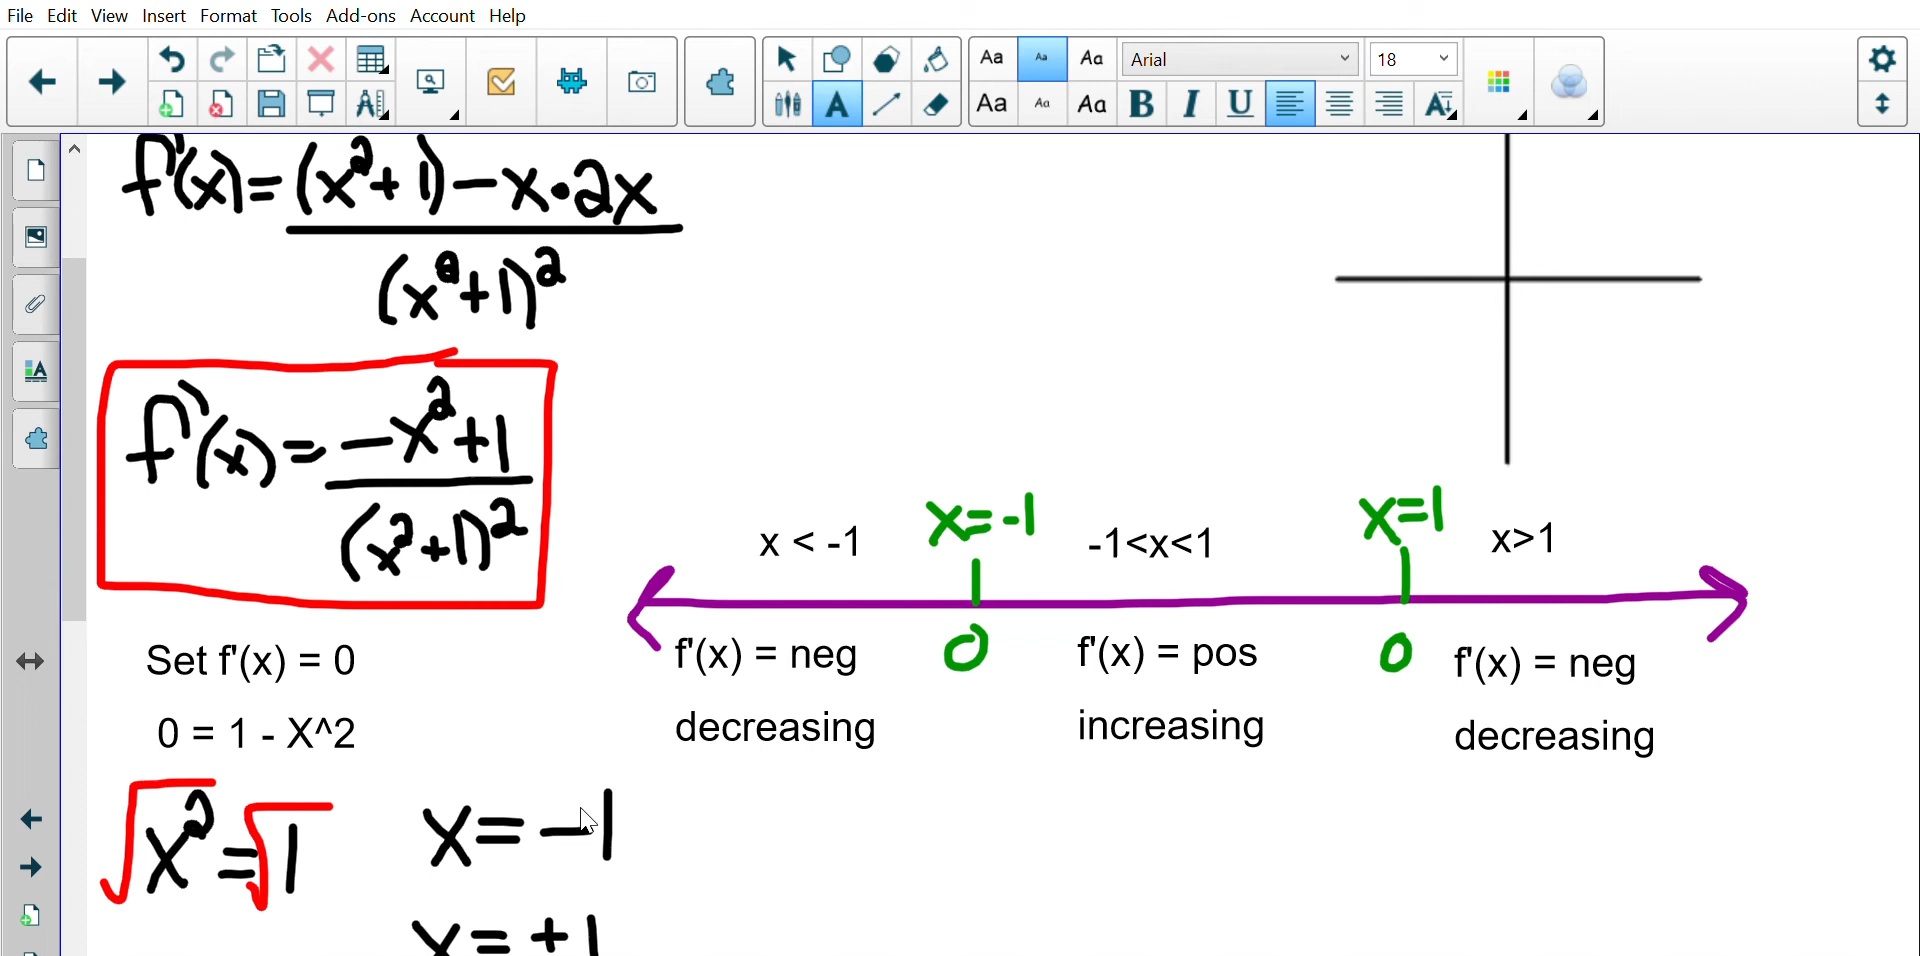 File Edit View Insert Format Tools Add-ons Account Help
Aa Aa Aa Arial 18
A Aa Aa Aa B I U A
f'(x)=(x²+1)-x•2x
(x²+1)²
f'(x)=-x²+1
(x²+1)²
x < -1 x=-1 -1<x<1 x=1 x>1
f'(x) = neg 0 f'(x) = pos 0 f'(x) = neg
decreasing increasing decreasing
Set f'(x) = 0
0 = 1 - X^2
√x²=√1 x=-1
x=+1